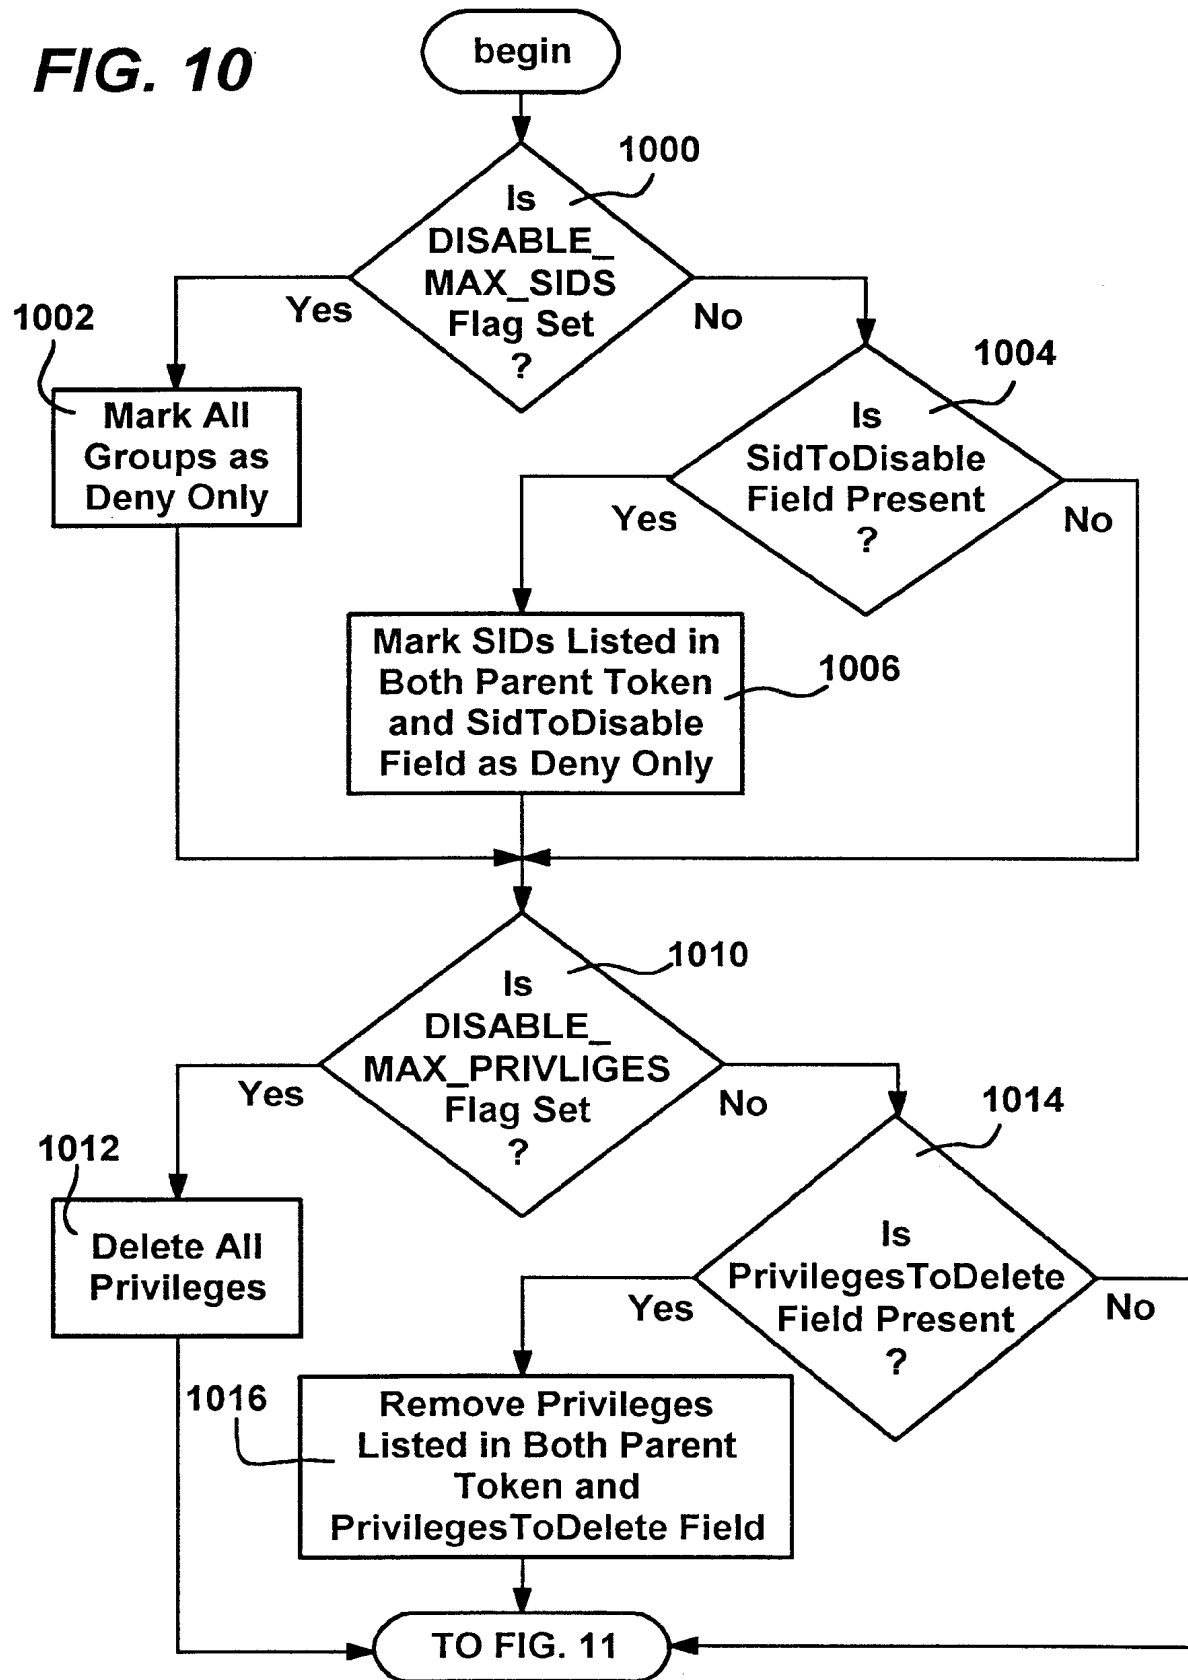 FIG. 10
begin
1000
Is
DISABLE_
MAX_SIDS
Flag Set
?
Yes
No
1002
Mark All
Groups as
Deny Only
1004
Is
SidToDisable
Field Present
?
Yes
No
Mark SIDs Listed in
Both Parent Token
and SidToDisable
Field as Deny Only
1006
1010
Is
DISABLE_
MAX_PRIVLIGES
Flag Set
?
Yes
No
1012
Delete All
Privileges
1014
Is
PrivilegesToDelete
Field Present
?
Yes
No
1016
Remove Privileges
Listed in Both Parent
Token and
PrivilegesToDelete Field
TO FIG. 11